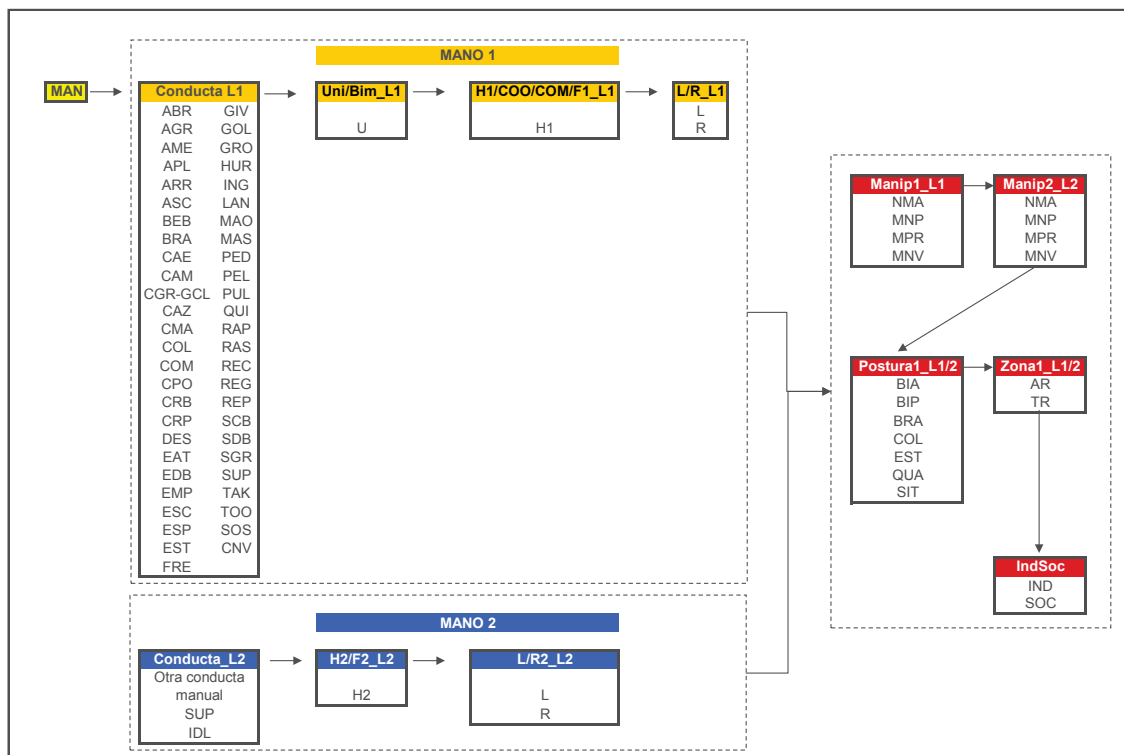 MANO 1
MAN
Conducta L1
Uni/Bim_L1
H1/COO/COM/F1_L1
L/R_L1
ABR GIV
AGR GOL
AME GRO
APL HUR
ARR ING
ASC LAN
BEB MAO
BRA MAS
CAE PED
CAM PEL
CGR-GCL PUL
CAZ QUI
CMA RAP
COL RAS
COM REC
CPO REG
CRB REP
CRP SCB
DES SDB
EAT SGR
EDB SUP
EMP TAK
ESC TOO
ESP SOS
EST CNV
FRE
U
H1
L
R
MANO 2
Conducta_L2
H2/F2_L2
L/R2_L2
Otra conducta
manual
SUP
IDL
H2
L
R
Manip1_L1
NMA
MNP
MPR
MNV
Manip2_L2
NMA
MNP
MPR
MNV
Postura1_L1/2
BIA
BIP
BRA
COL
EST
QUA
SIT
Zona1_L1/2
AR
TR
IndSoc
IND
SOC